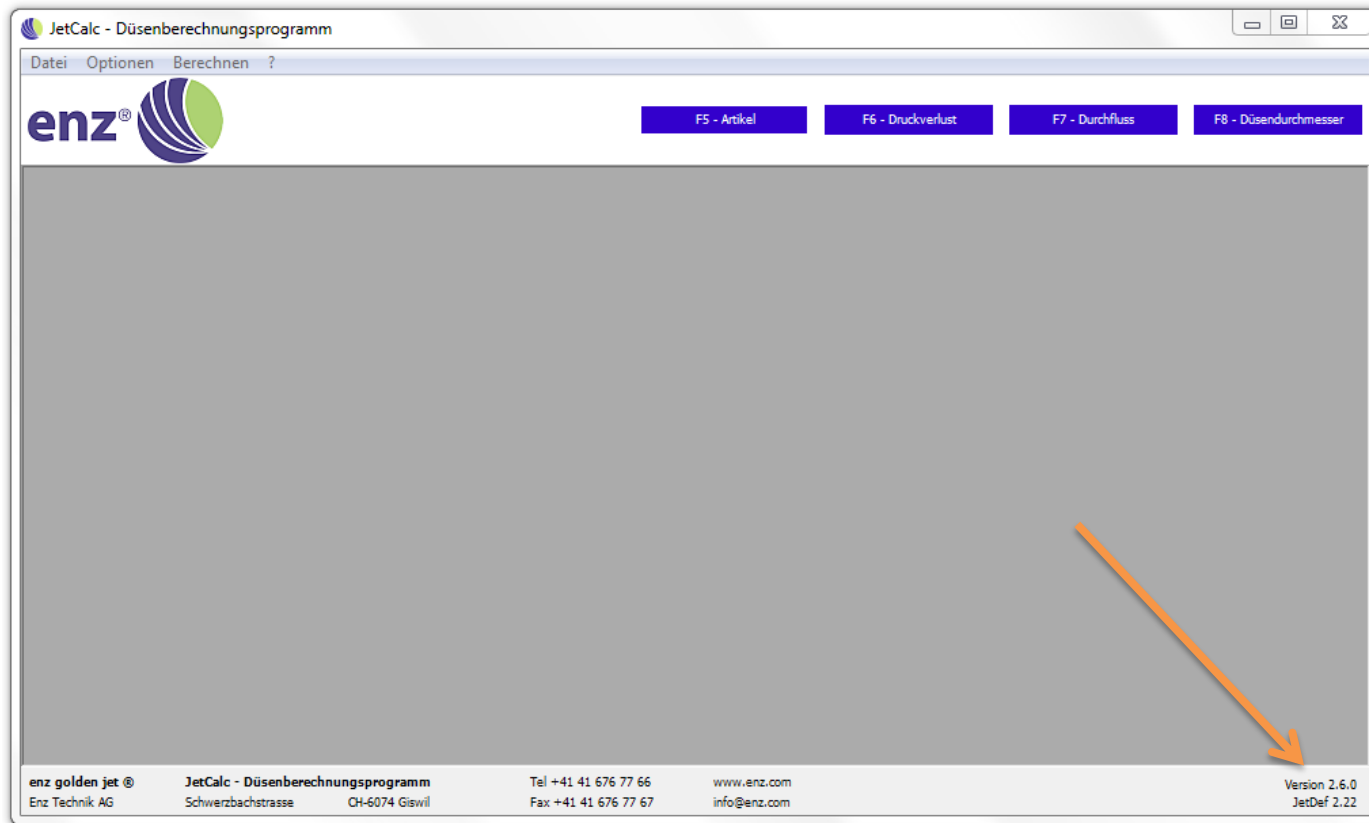 JetCalc - Düsenberechnungsprogramm
Datei Optionen Berechnen ?
enz®
F5 - Artikel F6 - Druckverlust F7 - Durchfluss F8 - Düsendurchmesser
enz golden jet ® JetCalc - Düsenberechnungsprogramm Tel +41 41 676 77 66 www.enz.com Version 2.6.0
Enz Technik AG Schwerzbachstrasse CH-6074 Giswil Fax +41 41 676 77 67 info@enz.com JetDef 2.22